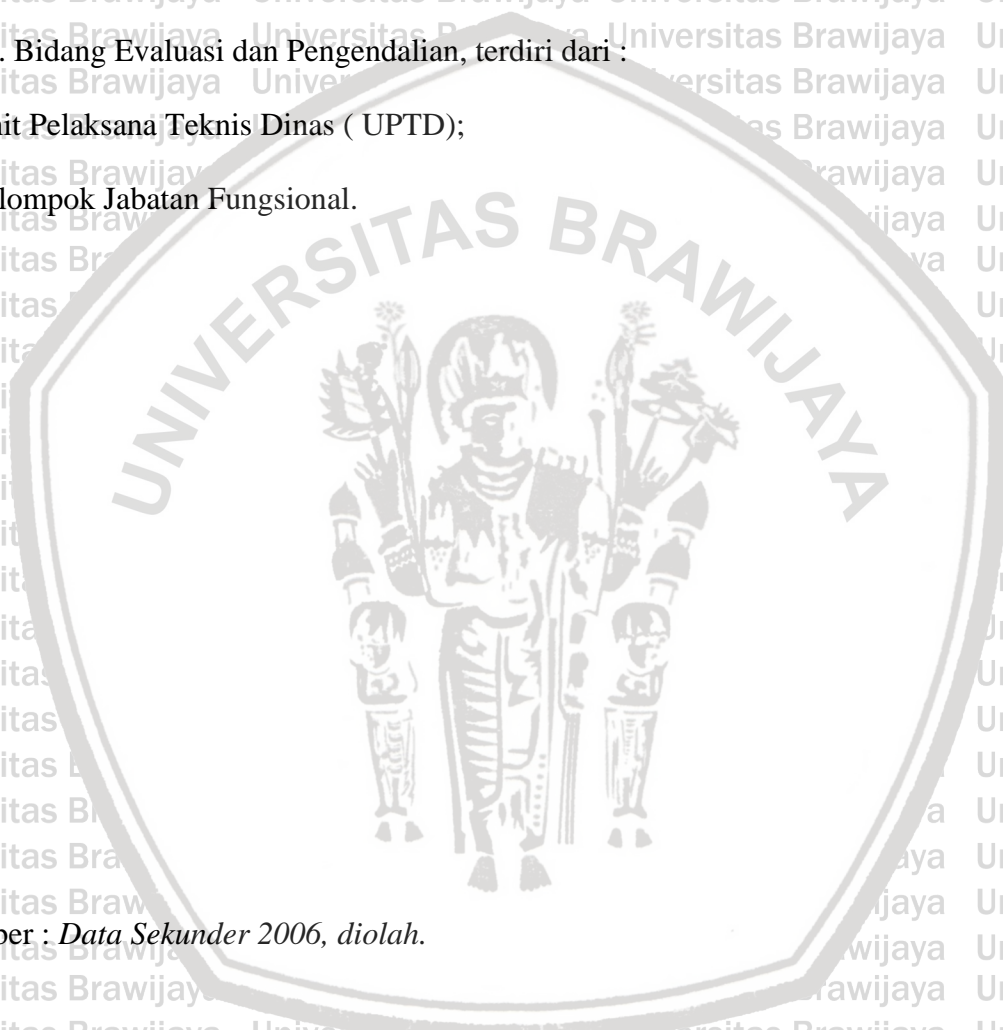 . Bidang Evaluasi dan Pengendalian, terdiri dari :
it Pelaksana Teknis Dinas ( UPTD);
lompok Jabatan Fungsional.
UNIVERSITAS BRAWIJAYA
ber : Data Sekunder 2006, diolah.